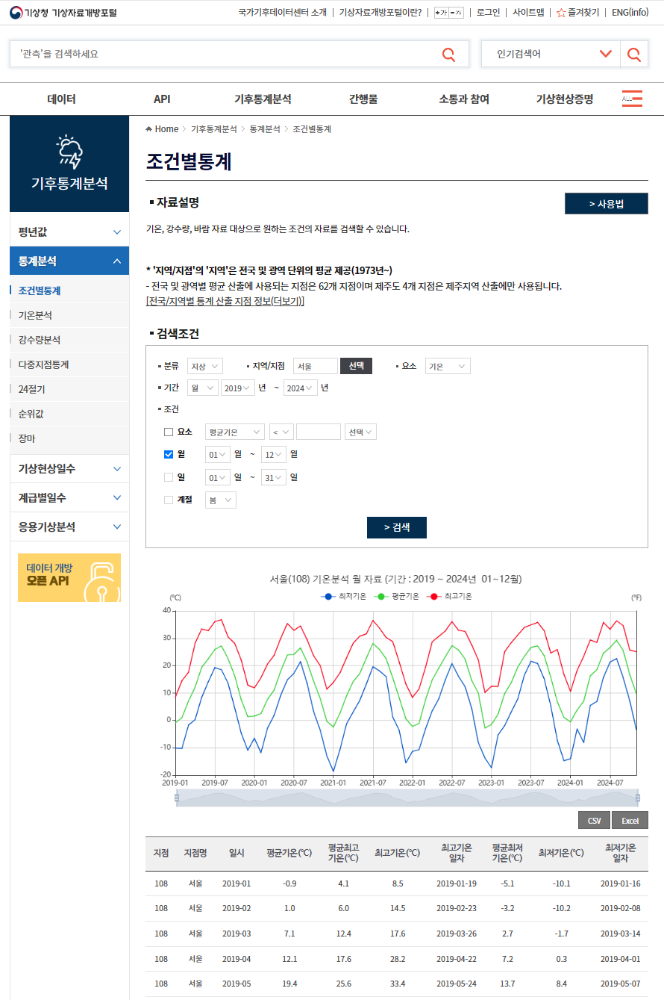 기상청 기상자료개방포털
국가기후데이터센터 소개 | 기상자료개방포털이란? | +가 -가 | 로그인 | 사이트맵 | 즐겨찾기 | ENG(info)
'관측'을 검색하세요
인기검색어
데이터 API 기후통계분석 간행물 소통과 참여 기상현상증명 ALL
기후통계분석
평년값
통계분석
조건별통계
기온분석
강수량분석
다중지점통계
24절기
순위값
장마
기상현상일수
계급별일수
응용기상분석
데이터 개방
오픈 API
Home > 기후통계분석 > 통계분석 > 조건별통계
조건별통계
자료설명
> 사용법
기온, 강수량, 바람 자료 대상으로 원하는 조건의 자료를 검색할 수 있습니다.
* '지역/지점'의 '지역'은 전국 및 광역 단위의 평균 제공(1973년~)
- 전국 및 광역별 평균 산출에 사용되는 지점은 62개 지점이며 제주도 4개 지점은 제주지역 산출에만 사용됩니다.
[전국/지역별 통계 산출 지점 정보(더보기)]
검색조건
분류 지상 지역/지점 서울 선택 요소 기온
기간 월 2019 년 ~ 2024 년
조건
요소 평균기온 < 선택
월 01 월 ~ 12 월
일 01 일 ~ 31 일
계절 봄
> 검색
서울(108) 기온분석 월 자료 (기간 : 2019 ~ 2024년 01~12월)
최저기온 평균기온 최고기온
(℃) (℉)
40
30
20
10
0
-10
-20
2019-01 2019-07 2020-01 2020-07 2021-01 2021-07 2022-01 2022-07 2023-01 2023-07 2024-01 2024-07
CSV Excel
지점 지점명 일시 평균기온(℃) 평균최고기온(℃) 최고기온(℃) 최고기온일자 평균최저기온(℃) 최저기온(℃) 최저기온일자
108 서울 2019-01 -0.9 4.1 8.5 2019-01-19 -5.1 -10.1 2019-01-16
108 서울 2019-02 1.0 6.0 14.5 2019-02-23 -3.2 -10.2 2019-02-08
108 서울 2019-03 7.1 12.4 17.6 2019-03-26 2.7 -1.7 2019-03-14
108 서울 2019-04 12.1 17.6 28.2 2019-04-22 7.2 0.3 2019-04-01
108 서울 2019-05 19.4 25.6 33.4 2019-05-24 13.7 8.4 2019-05-07